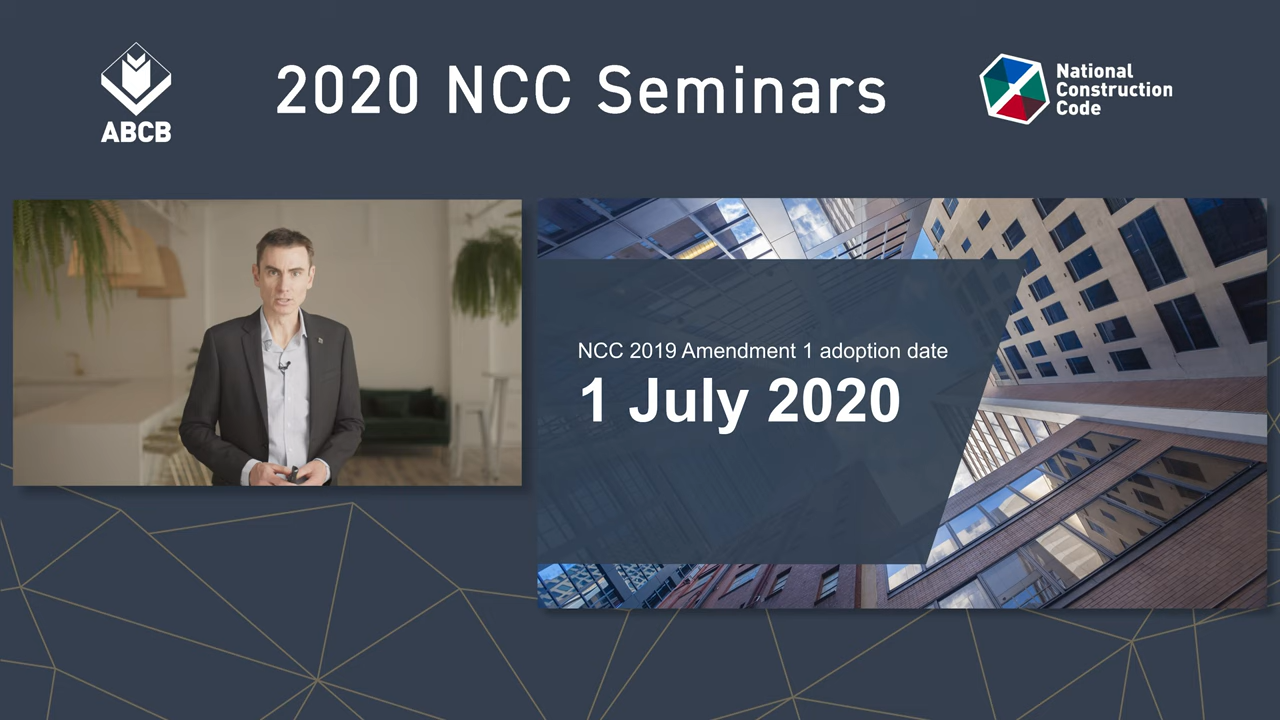 ABCB
2020 NCC Seminars
National
Construction
Code
NCC 2019 Amendment 1 adoption date
1 July 2020